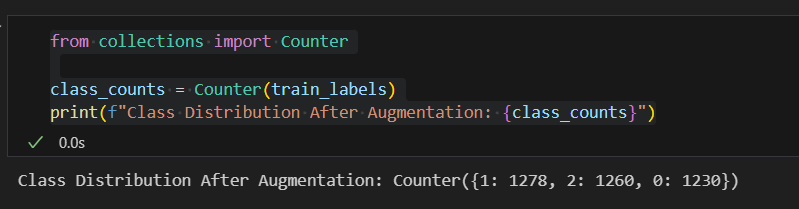 from collections import Counter
class_counts = Counter(train_labels)
print(f"Class Distribution After Augmentation: {class_counts}")
0.0s
Class Distribution After Augmentation: Counter({1: 1278, 2: 1260, 0: 1230})